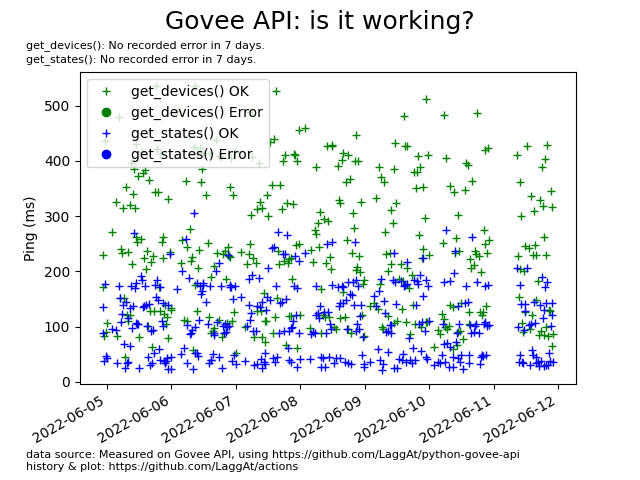 Govee API: is it working?
get_devices(): No recorded error in 7 days.
get_states(): No recorded error in 7 days.
get_devices() OK
get_devices() Error
get_states() OK
get_states() Error
Ping (ms)
500
400
300
200
100
0
2022-06-05
2022-06-06
2022-06-07
2022-06-08
2022-06-09
2022-06-10
2022-06-11
2022-06-12
data source: Measured on Govee API, using https://github.com/LaggAt/python-govee-api
history & plot: https://github.com/LaggAt/actions